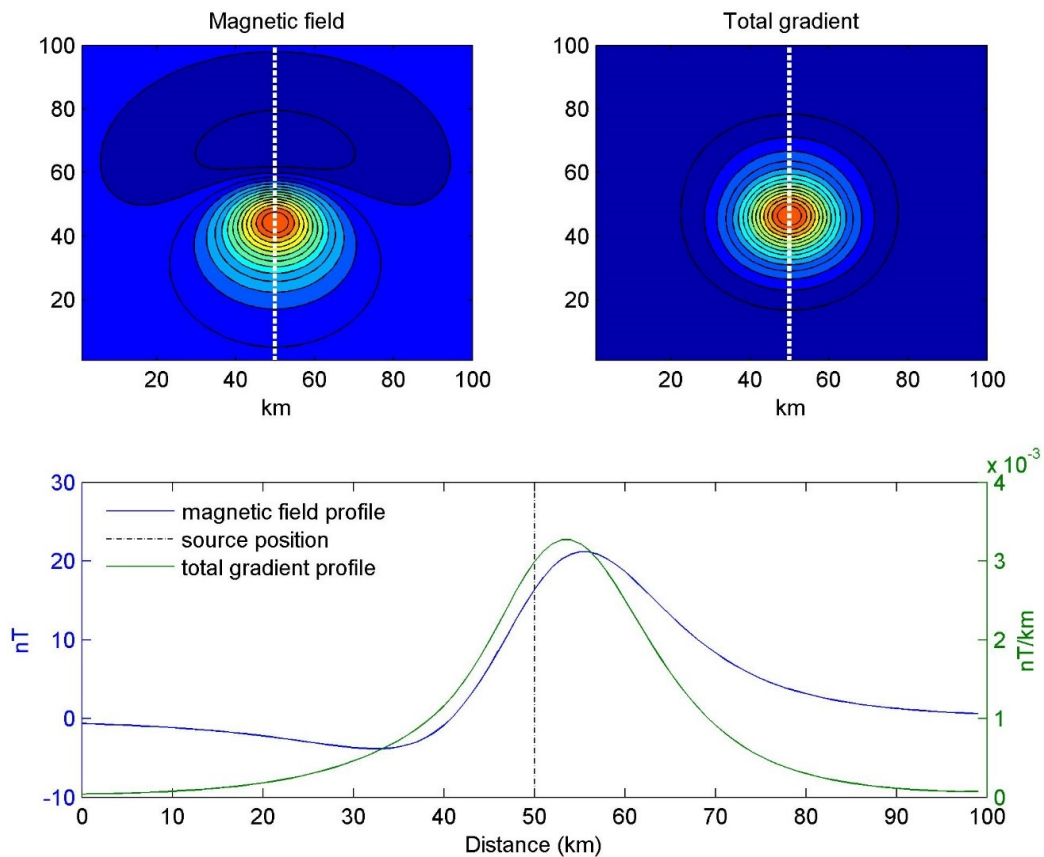 Magnetic field
100
80
60
40
20
20 40 60 80 100
km
Total gradient
100
80
60
40
20
20 40 60 80 100
km
x 10-3
30
20
10
0
-10
nT
magnetic field profile
source position
total gradient profile
4
3
2
1
0
nT/km
0 10 20 30 40 50 60 70 80 90 100
Distance (km)